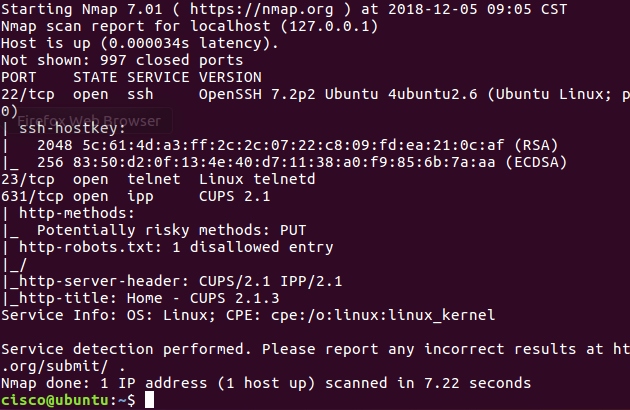 Starting Nmap 7.01 ( https://nmap.org ) at 2018-12-05 09:05 CST
Nmap scan report for localhost (127.0.0.1)
Host is up (0.000034s latency).
Not shown: 997 closed ports
PORT    STATE SERVICE VERSION
22/tcp  open  ssh     OpenSSH 7.2p2 Ubuntu 4ubuntu2.6 (Ubuntu Linux; p
0)
Firefox Web Browser
| ssh-hostkey:
|   2048 5c:61:4d:a3:ff:2c:2c:07:22:c8:09:fd:ea:21:0c:af (RSA)
|_  256 83:50:d2:0f:13:4e:40:d7:11:38:a0:f9:85:6b:7a:aa (ECDSA)
23/tcp  open  telnet  Linux telnetd
631/tcp open  ipp     CUPS 2.1
| http-methods:
|_  Potentially risky methods: PUT
| http-robots.txt: 1 disallowed entry
|_/
|_http-server-header: CUPS/2.1 IPP/2.1
|_http-title: Home - CUPS 2.1.3
Service Info: OS: Linux; CPE: cpe:/o:linux:linux_kernel

Service detection performed. Please report any incorrect results at ht
.org/submit/ .
Nmap done: 1 IP address (1 host up) scanned in 7.22 seconds
cisco@ubuntu:~$